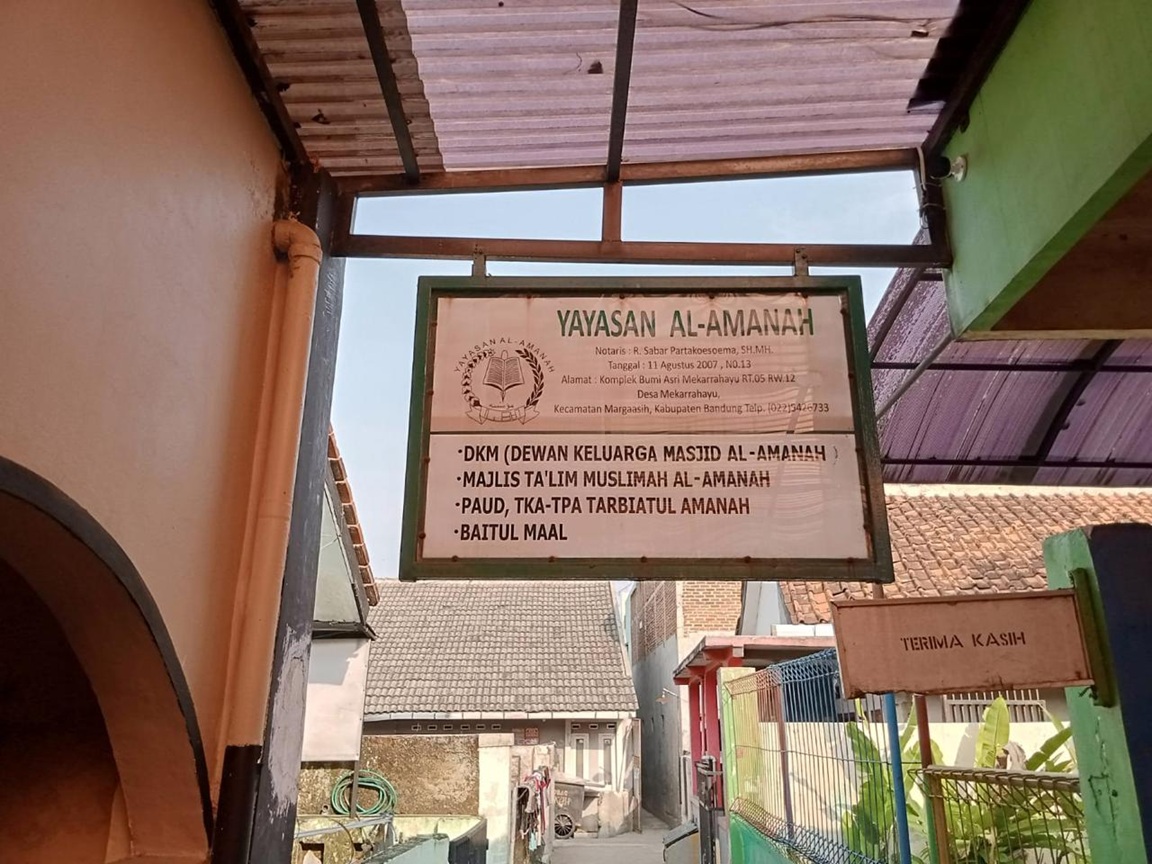 YAYASAN AL-AMANAH
YAYASAN AL-AMANAH
Notaris : R. Sabar Partakoesoema, SH.MH.
Tanggal : 11 Agustus 2007 , NO.13
Alamat : Komplek Bumi Asri Mekarrahayu RT.05 RW.12
Desa Mekarrahayu,
Kecamatan Margaasih, Kabupaten Bandung Telp. (022)5426733
·DKM (DEWAN KELUARGA MASJID AL-AMANAH )
·MAJLIS TA'LIM MUSLIMAH AL-AMANAH
·PAUD, TKA-TPA TARBIATUL AMANAH
·BAITUL MAAL
TERIMA KASIH